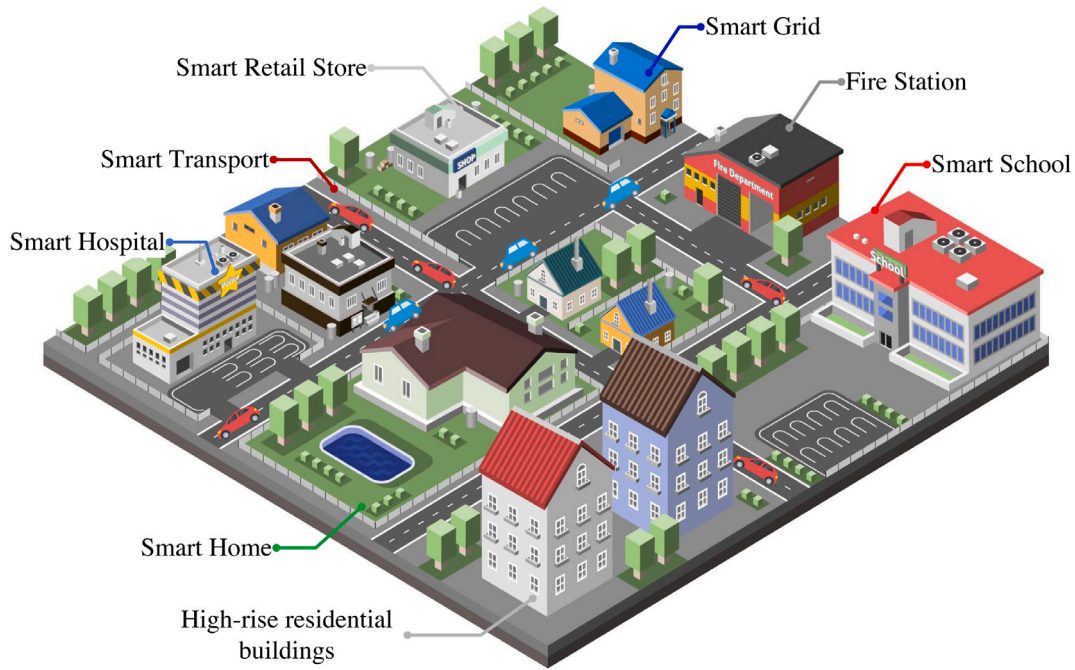 Smart Grid
Smart Retail Store
Fire Station
Smart Transport
SHOP
Fire Department
Smart School
Smart Hospital
School
Smart Home
High-rise residential
buildings